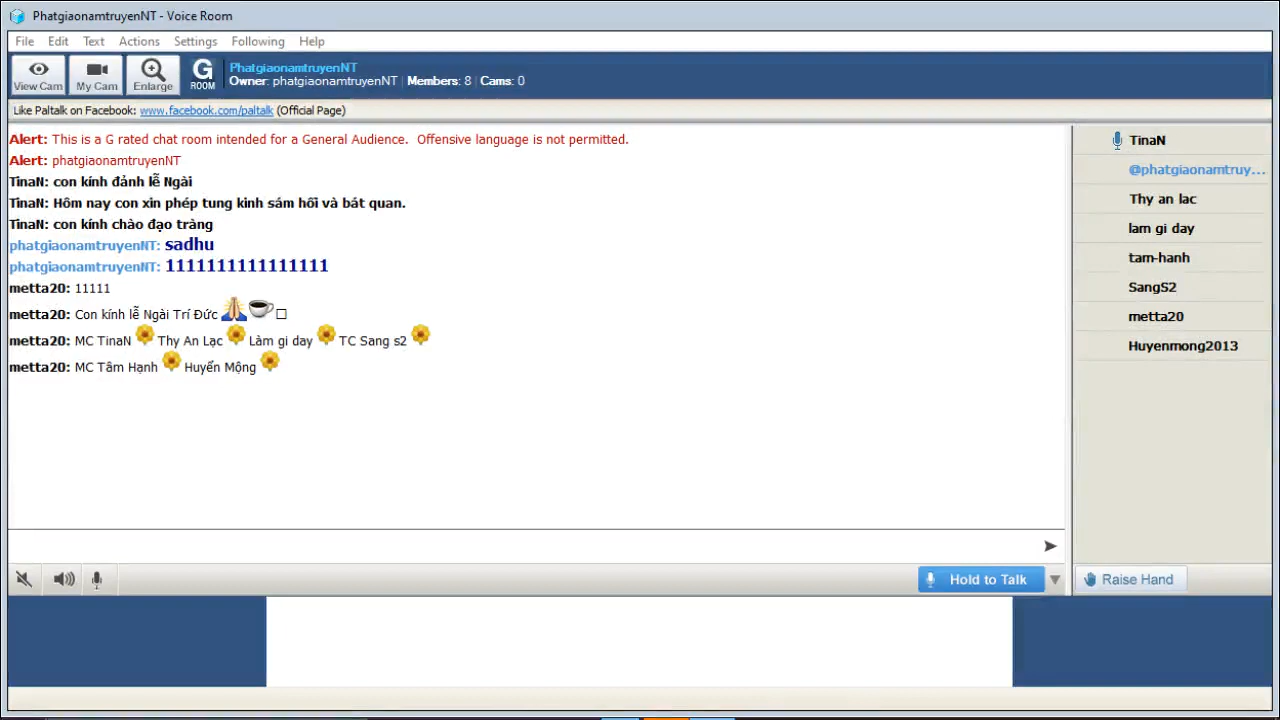 PhatgiaonamtruyenNT - Voice Room
File Edit Text Actions Settings Following Help
View Cam My Cam Enlarge G ROOM
PhatgiaonamtruyenNT
Owner: phatgiaonamtruyenNT | Members: 8 | Cams: 0
Like Paltalk on Facebook: www.facebook.com/paltalk (Official Page)
Alert: This is a G rated chat room intended for a General Audience. Offensive language is not permitted.
Alert: phatgiaonamtruyenNT
TinaN: con kính đảnh lễ Ngài
TinaN: Hôm nay con xin phép tung kinh sám hối và bát quan.
TinaN: con kính chào đạo tràng
phatgiaonamtruyenNT: sadhu
phatgiaonamtruyenNT: 1111111111111111
metta20: 11111
metta20: Con kính lễ Ngài Trí Đức
metta20: MC TinaN Thy An Lạc Làm gi day TC Sang s2
metta20: MC Tâm Hạnh Huyển Mộng
TinaN
@phatgiaonamtruy...
Thy an lac
lam gi day
tam-hanh
SangS2
metta20
Huyenmong2013
Hold to Talk
Raise Hand